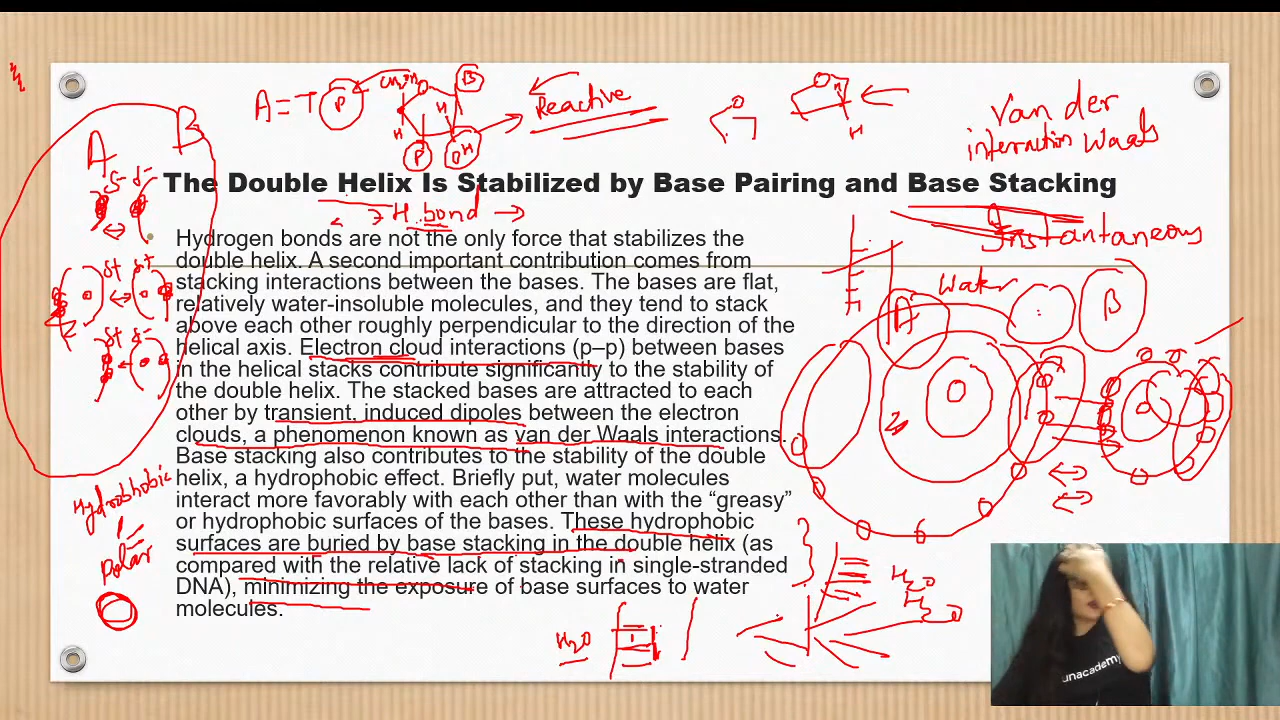 A = T
P
CH2OH
O
B
H
H
P
OH
Reactive
O
O
H
H
Van der
interaction Waals
A
B
The Double Helix Is Stabilized by Base Pairing and Base Stacking
H bond
Instantaneous
δ- δ-
δ+ δ+
δ+ δ-
• Hydrogen bonds are not the only force that stabilizes the
double helix. A second important contribution comes from
stacking interactions between the bases. The bases are flat,
relatively water-insoluble molecules, and they tend to stack
above each other roughly perpendicular to the direction of the
helical axis. Electron cloud interactions (p–p) between bases
in the helical stacks contribute significantly to the stability of
the double helix. The stacked bases are attracted to each
other by transient, induced dipoles between the electron
clouds, a phenomenon known as van der Waals interactions.
Base stacking also contributes to the stability of the double
helix, a hydrophobic effect. Briefly put, water molecules
interact more favorably with each other than with the “greasy”
or hydrophobic surfaces of the bases. These hydrophobic
surfaces are buried by base stacking in the double helix (as
compared with the relative lack of stacking in single-stranded
DNA), minimizing the exposure of base surfaces to water
molecules.
Water
A
B
Hydrophobic
Polar
H2O
H2O
H2O
unacademy